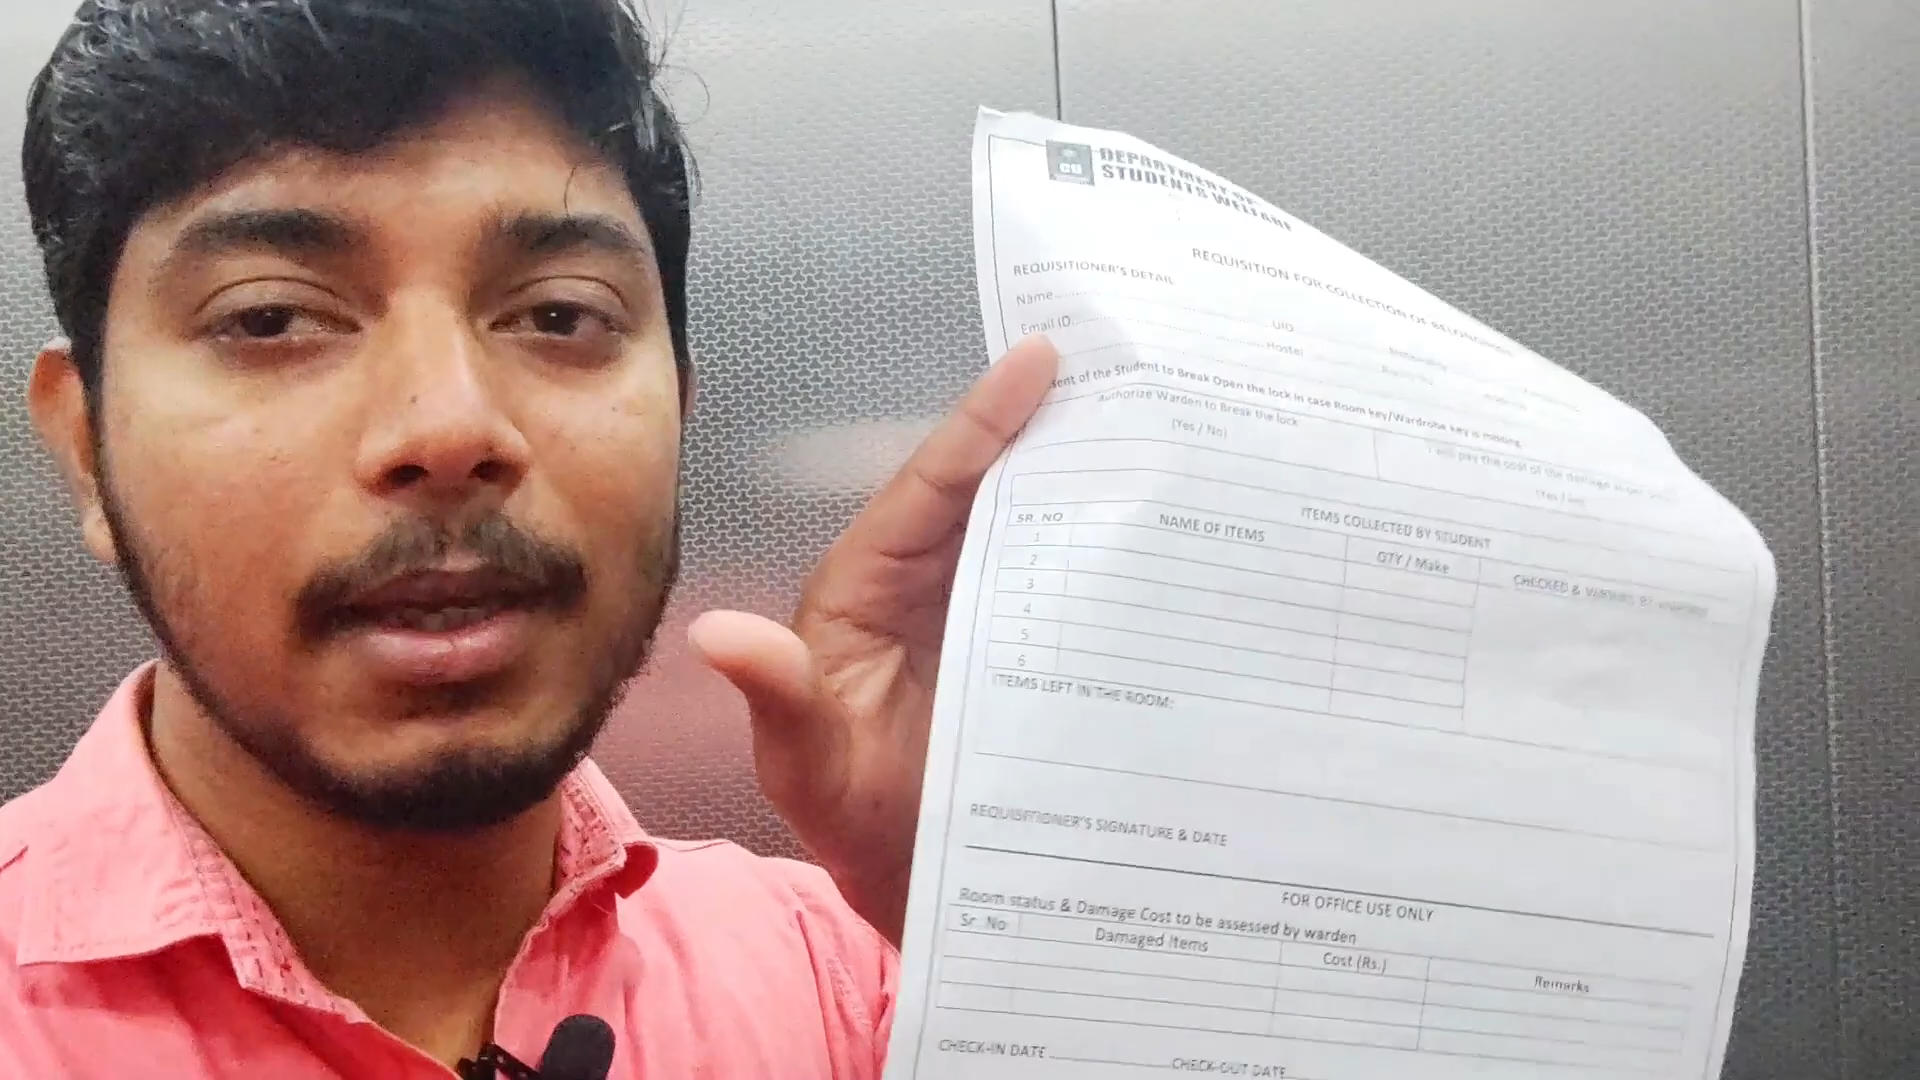 CU
DEPARTMENT OF
STUDENTS WELFARE
REQUISITION FOR COLLECTION OF BELONGINGS
REQUISITIONER'S DETAIL
Name.................... UID
Email ID.................... Hostel
sent of the Student to Break Open the lock in case Room key/Wardrobe key is missing
Authorize Warden to Break the lock
I will pay the cost of the damage
(Yes / No)
(Yes / No)
ITEMS COLLECTED BY STUDENT
SR. NO NAME OF ITEMS QTY / Make CHECKED &
1
2
3
4
5
6
ITEMS LEFT IN THE ROOM:
REQUISITIONER'S SIGNATURE & DATE
FOR OFFICE USE ONLY
Room status & Damage Cost to be assessed by warden
Sr. No Damaged Items Cost (Rs.) Remarks
CHECK-IN DATE.................... CHECK-OUT DATE